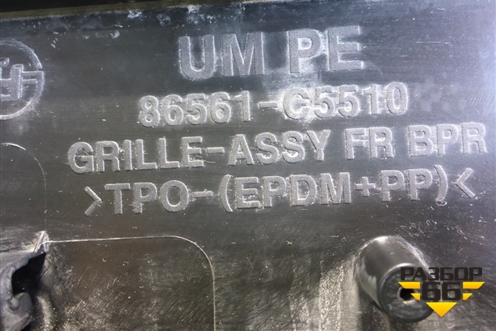 UM PE
86561-C5510
GRILLE-ASSY FR BPR
>TPO-(EPDM+PP)<
РАЗБОР
66